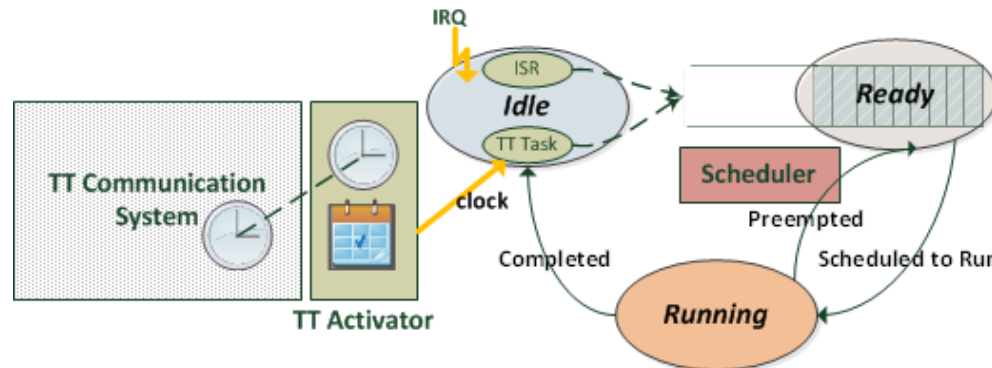 IRQ
ISR
Idle
TT Task
Ready
TT Communication
System
Scheduler
clock
Preempted
Completed
Scheduled to Run
TT Activator
Running